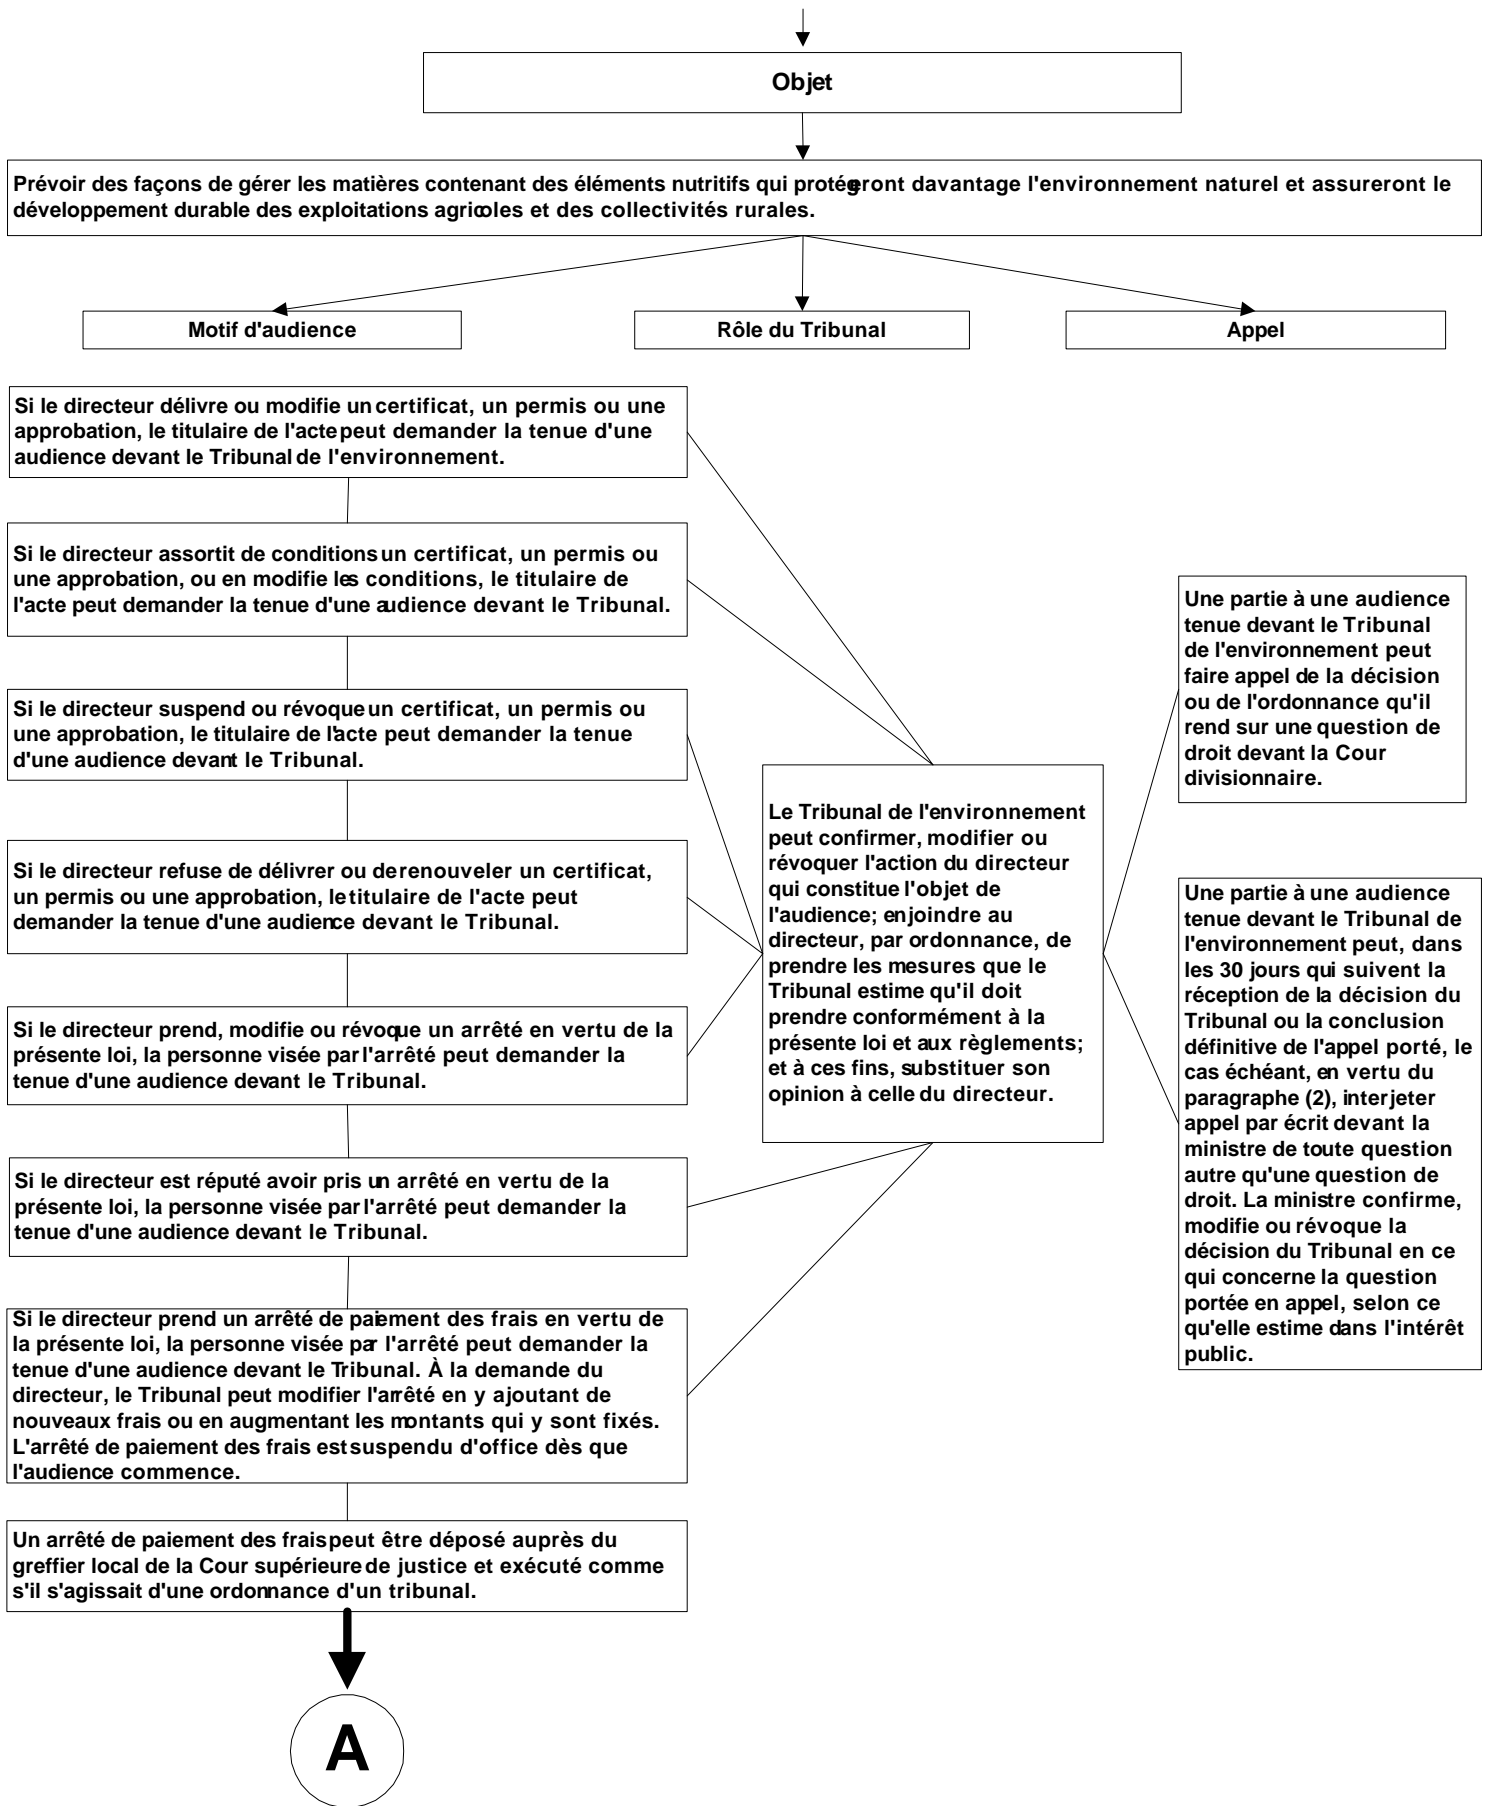 Objet
Prévoir des façons de gérer les matières contenant des éléments nutritifs qui protégeront davantage l'environnement naturel et assureront le
développement durable des exploitations agricoles et des collectivités rurales.
Motif d'audience
Rôle du Tribunal
Appel
Si le directeur délivre ou modifie un certificat, un permis ou une
approbation, le titulaire de l'acte peut demander la tenue d'une
audience devant le Tribunal de l'environnement.
Si le directeur assortit de conditions un certificat, un permis ou
une approbation, ou en modifie les conditions, le titulaire de
l'acte peut demander la tenue d'une audience devant le Tribunal.
Si le directeur suspend ou révoque un certificat, un permis ou
une approbation, le titulaire de l'acte peut demander la tenue
d'une audience devant le Tribunal.
Si le directeur refuse de délivrer ou de renouveler un certificat,
un permis ou une approbation, le titulaire de l'acte peut
demander la tenue d'une audience devant le Tribunal.
Si le directeur prend, modifie ou révoque un arrêté en vertu de la
présente loi, la personne visée par l'arrêté peut demander la
tenue d'une audience devant le Tribunal.
Si le directeur est réputé avoir pris un arrêté en vertu de la
présente loi, la personne visée par l'arrêté peut demander la
tenue d'une audience devant le Tribunal.
Si le directeur prend un arrêté de paiement des frais en vertu de
la présente loi, la personne visée par l'arrêté peut demander la
tenue d'une audience devant le Tribunal. À la demande du
directeur, le Tribunal peut modifier l'arrêté en y ajoutant de
nouveaux frais ou en augmentant les montants qui y sont fixés.
L'arrêté de paiement des frais est suspendu d'office dès que
l'audience commence.
Un arrêté de paiement des frais peut être déposé auprès du
greffier local de la Cour supérieure de justice et exécuté comme
s'il s'agissait d'une ordonnance d'un tribunal.
A
Le Tribunal de l'environnement
peut confirmer, modifier ou
révoquer l'action du directeur
qui constitue l'objet de
l'audience; enjoindre au
directeur, par ordonnance, de
prendre les mesures que le
Tribunal estime qu'il doit
prendre conformément à la
présente loi et aux règlements;
et à ces fins, substituer son
opinion à celle du directeur.
Une partie à une audience
tenue devant le Tribunal
de l'environnement peut
faire appel de la décision
ou de l'ordonnance qu'il
rend sur une question de
droit devant la Cour
divisionnaire.
Une partie à une audience
tenue devant le Tribunal de
l'environnement peut, dans
les 30 jours qui suivent la
réception de la décision du
Tribunal ou la conclusion
définitive de l'appel porté, le
cas échéant, en vertu du
paragraphe (2), interjeter
appel par écrit devant la
ministre de toute question
autre qu'une question de
droit. La ministre confirme,
modifie ou révoque la
décision du Tribunal en ce
qui concerne la question
portée en appel, selon ce
qu'elle estime dans l'intérêt
public.